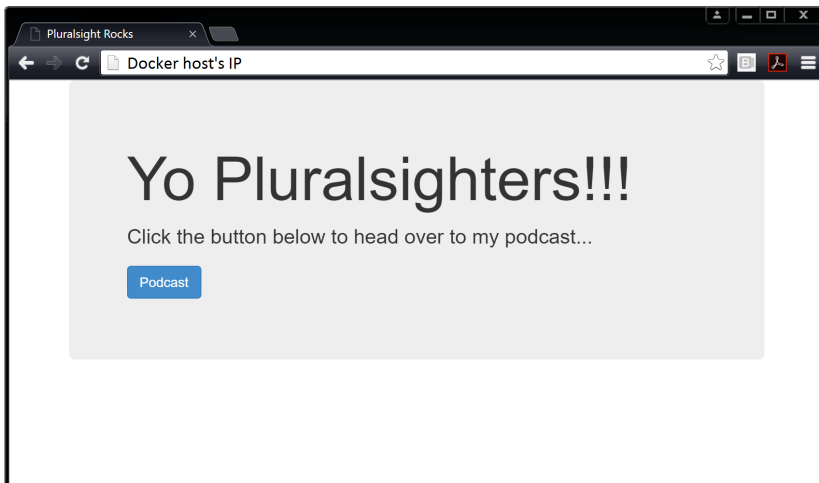 Pluralsight Rocks
Docker host's IP
Yo Pluralsighters!!!
Click the button below to head over to my podcast...
Podcast